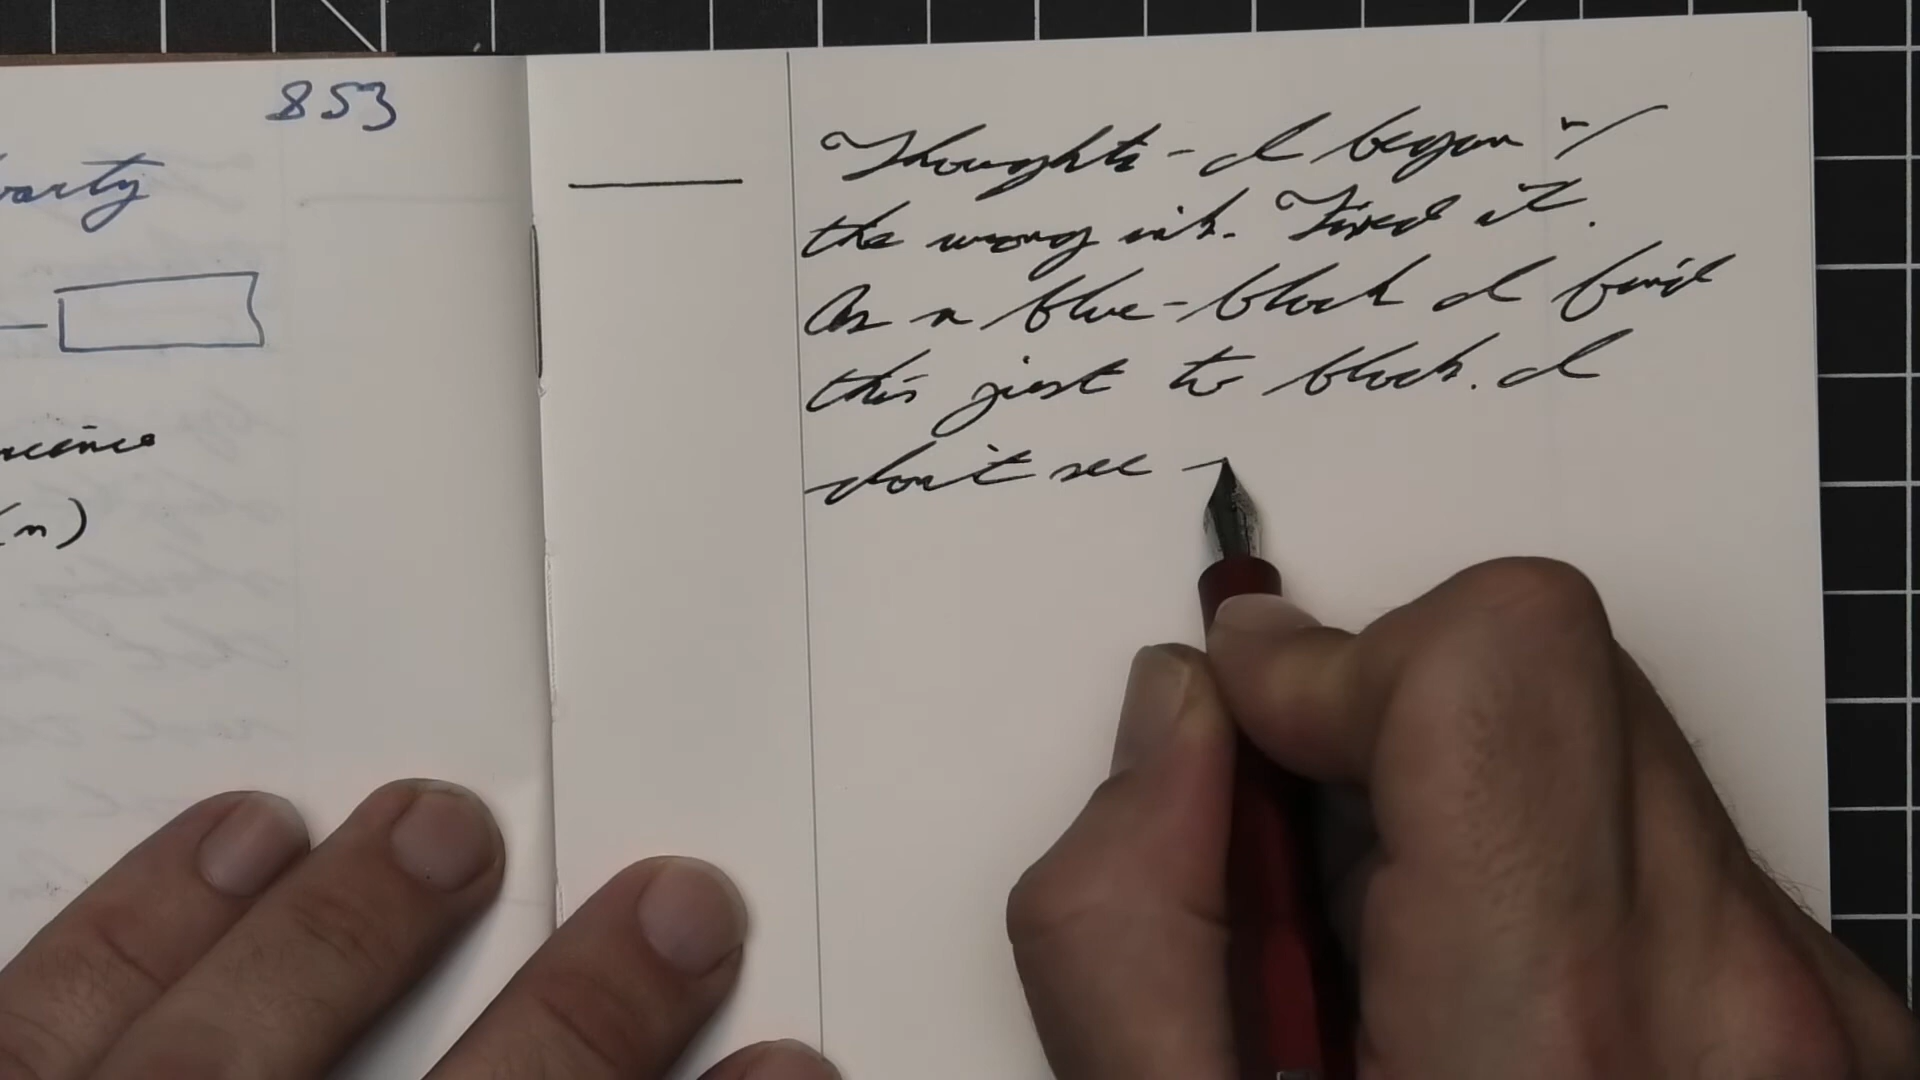 853
Thoughts - I began w/
the wrong ink. Fixed it.
As a blue-black I find
this just to black. I
don't see
(n)